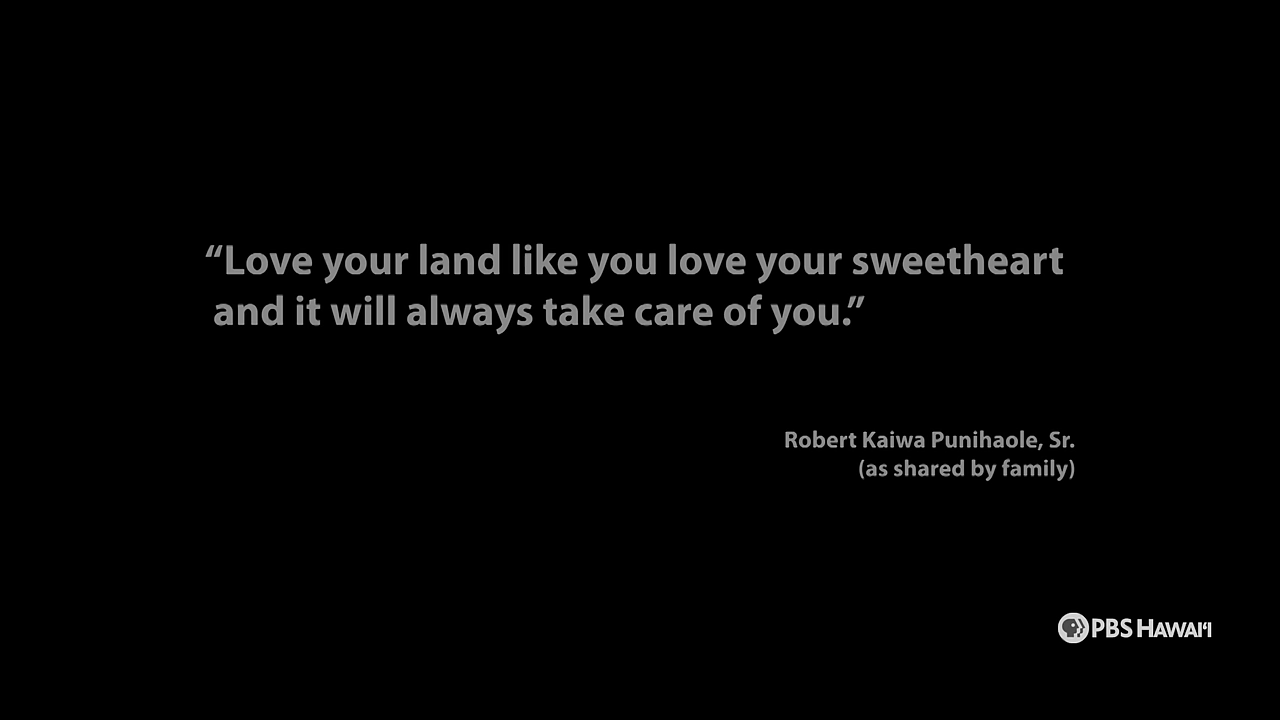 “Love your land like you love your sweetheart
and it will always take care of you.”
Robert Kaiwa Punihaole, Sr.
(as shared by family)
PBS HAWAIʻI